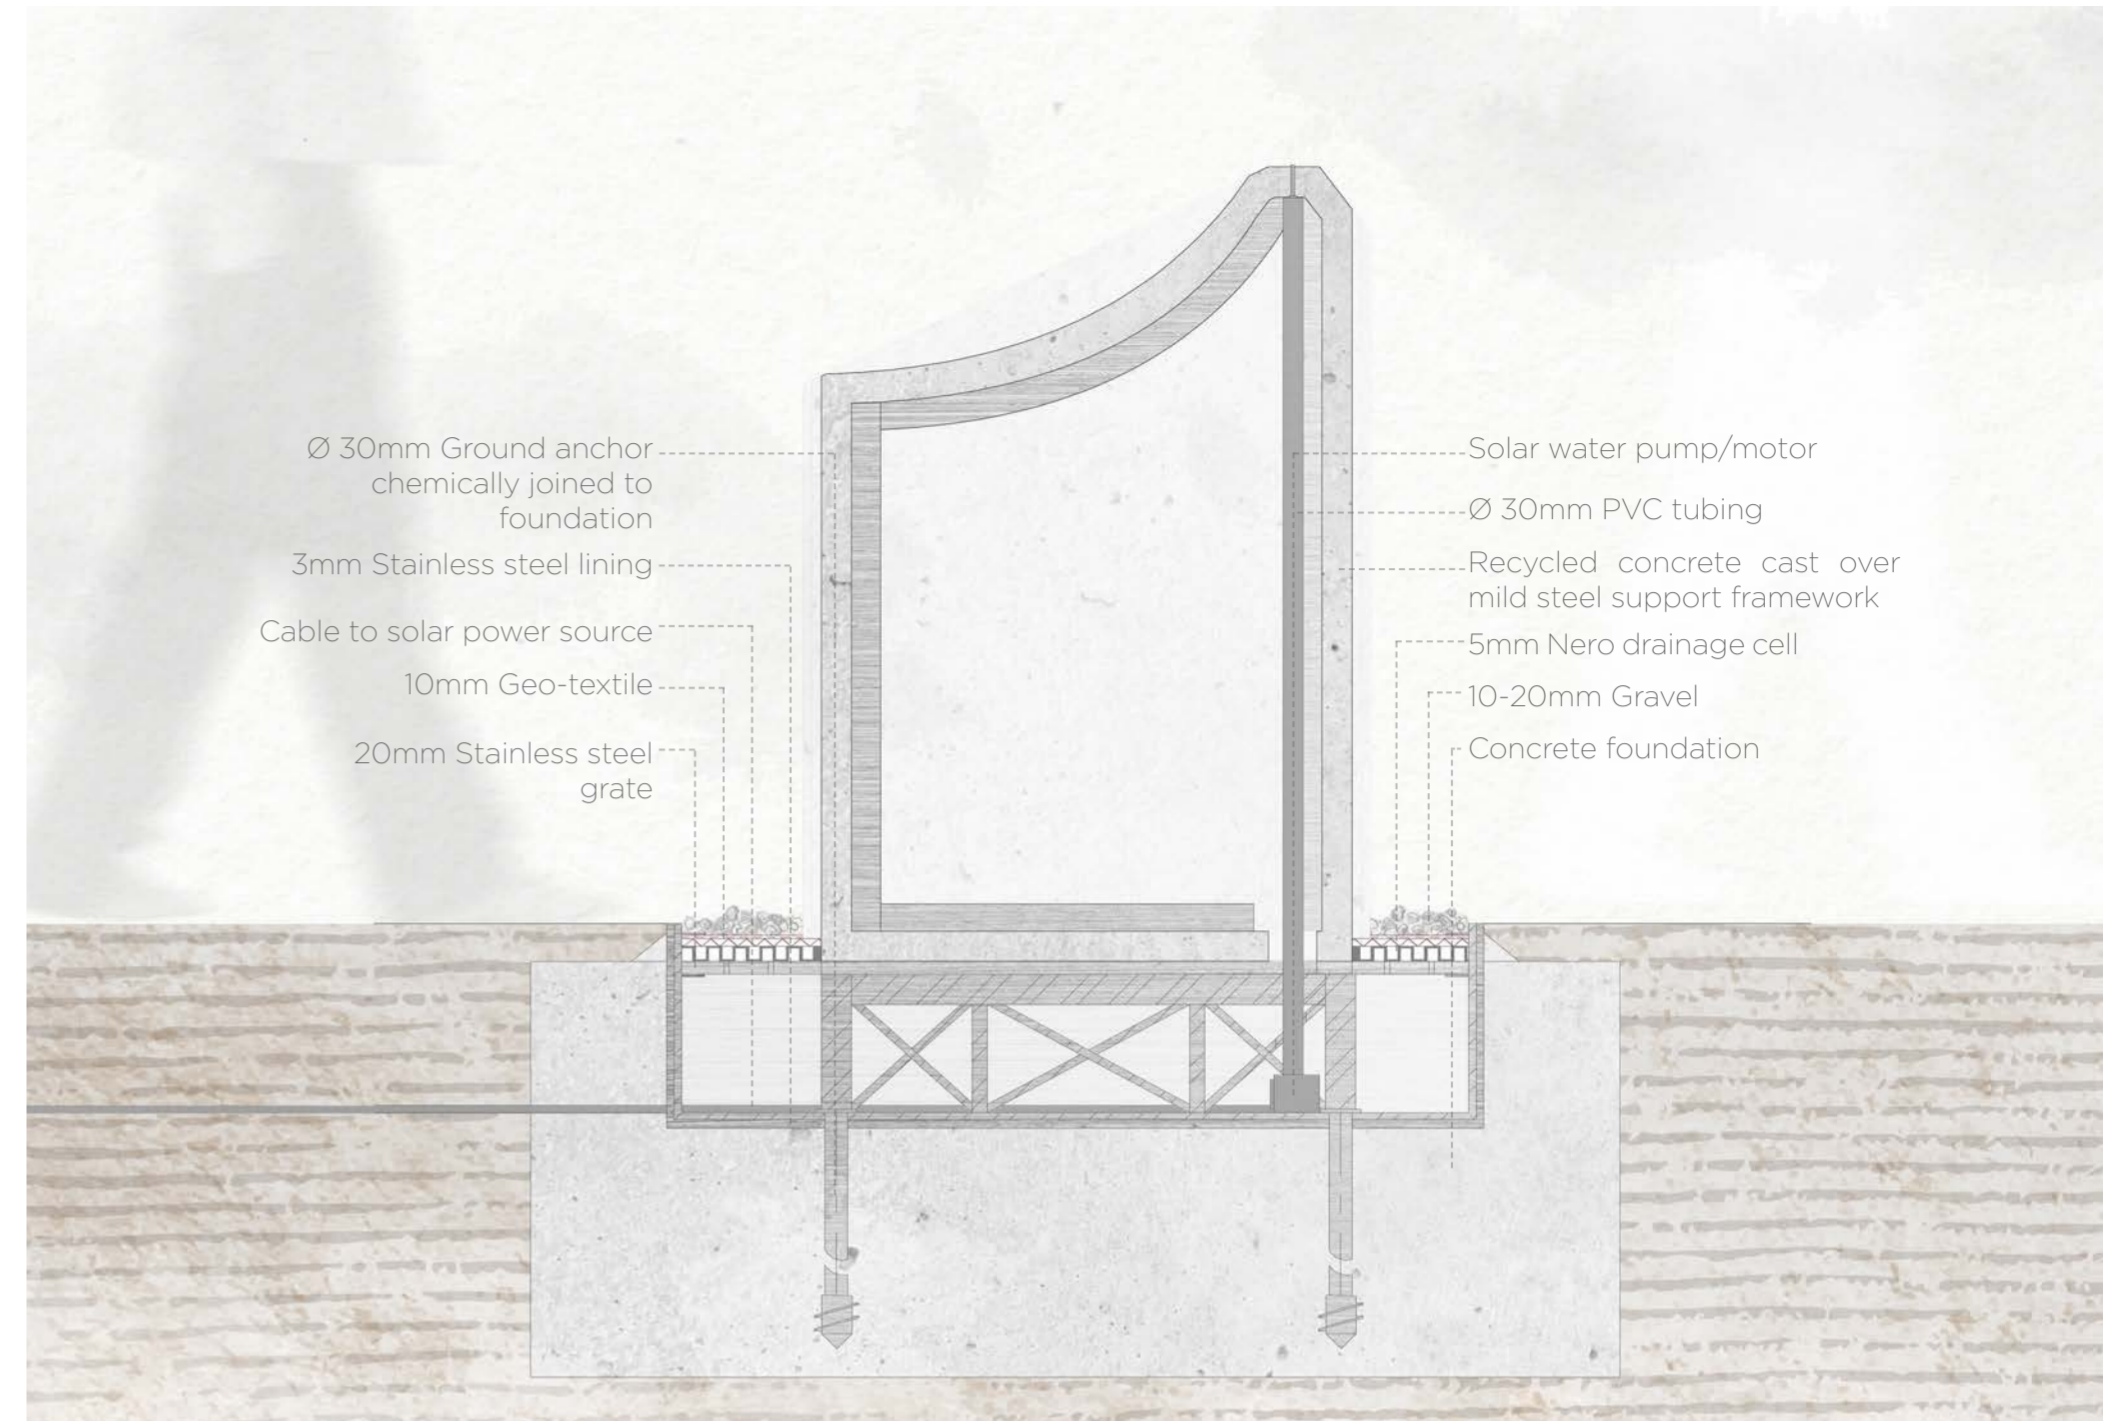 Ø 30mm Ground anchor
chemically joined to
foundation
3mm Stainless steel lining
Cable to solar power source
10mm Geo-textile
20mm Stainless steel
grate
Solar water pump/motor
Ø 30mm PVC tubing
Recycled concrete cast over
mild steel support framework
5mm Nero drainage cell
10-20mm Gravel
Concrete foundation